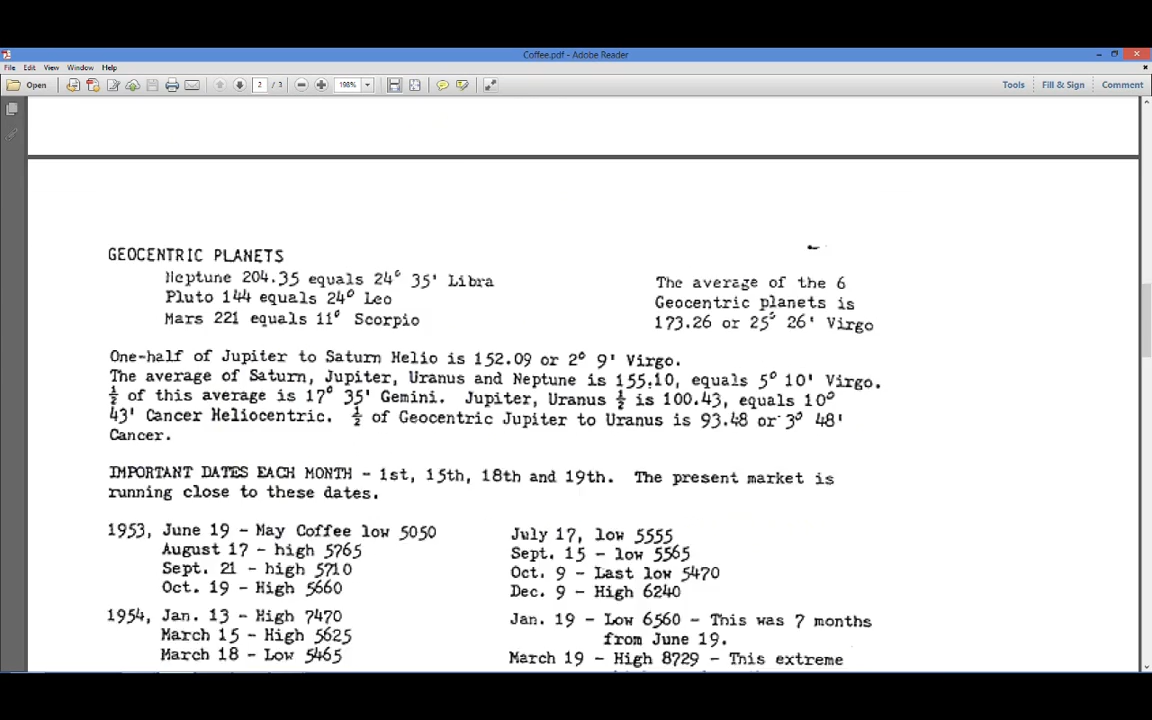 Coffee.pdf - Adobe Reader
File Edit View Window Help
Open 2 / 3 198% Tools Fill & Sign Comment
GEOCENTRIC PLANETS
Neptune 204.35 equals 24° 35' Libra
Pluto 144 equals 24° Leo
Mars 221 equals 11° Scorpio
The average of the 6
Geocentric planets is
173.26 or 25° 26' Virgo
One-half of Jupiter to Saturn Helio is 152.09 or 2° 9' Virgo.
The average of Saturn, Jupiter, Uranus and Neptune is 155.10, equals 5° 10' Virgo.
½ of this average is 17° 35' Gemini. Jupiter, Uranus ½ is 100.43, equals 10°
43' Cancer Heliocentric. ½ of Geocentric Jupiter to Uranus is 93.48 or 3° 48'
Cancer.
IMPORTANT DATES EACH MONTH - 1st, 15th, 18th and 19th. The present market is
running close to these dates.
1953, June 19 - May Coffee low 5050
August 17 - high 5765
Sept. 21 - high 5710
Oct. 19 - High 5660
July 17, low 5555
Sept. 15 - low 5565
Oct. 9 - Last low 5470
Dec. 9 - High 6240
1954, Jan. 13 - High 7470
March 15 - High 5625
March 18 - Low 5465
Jan. 19 - Low 6560 - This was 7 months
from June 19.
March 19 - High 8729 - This extreme